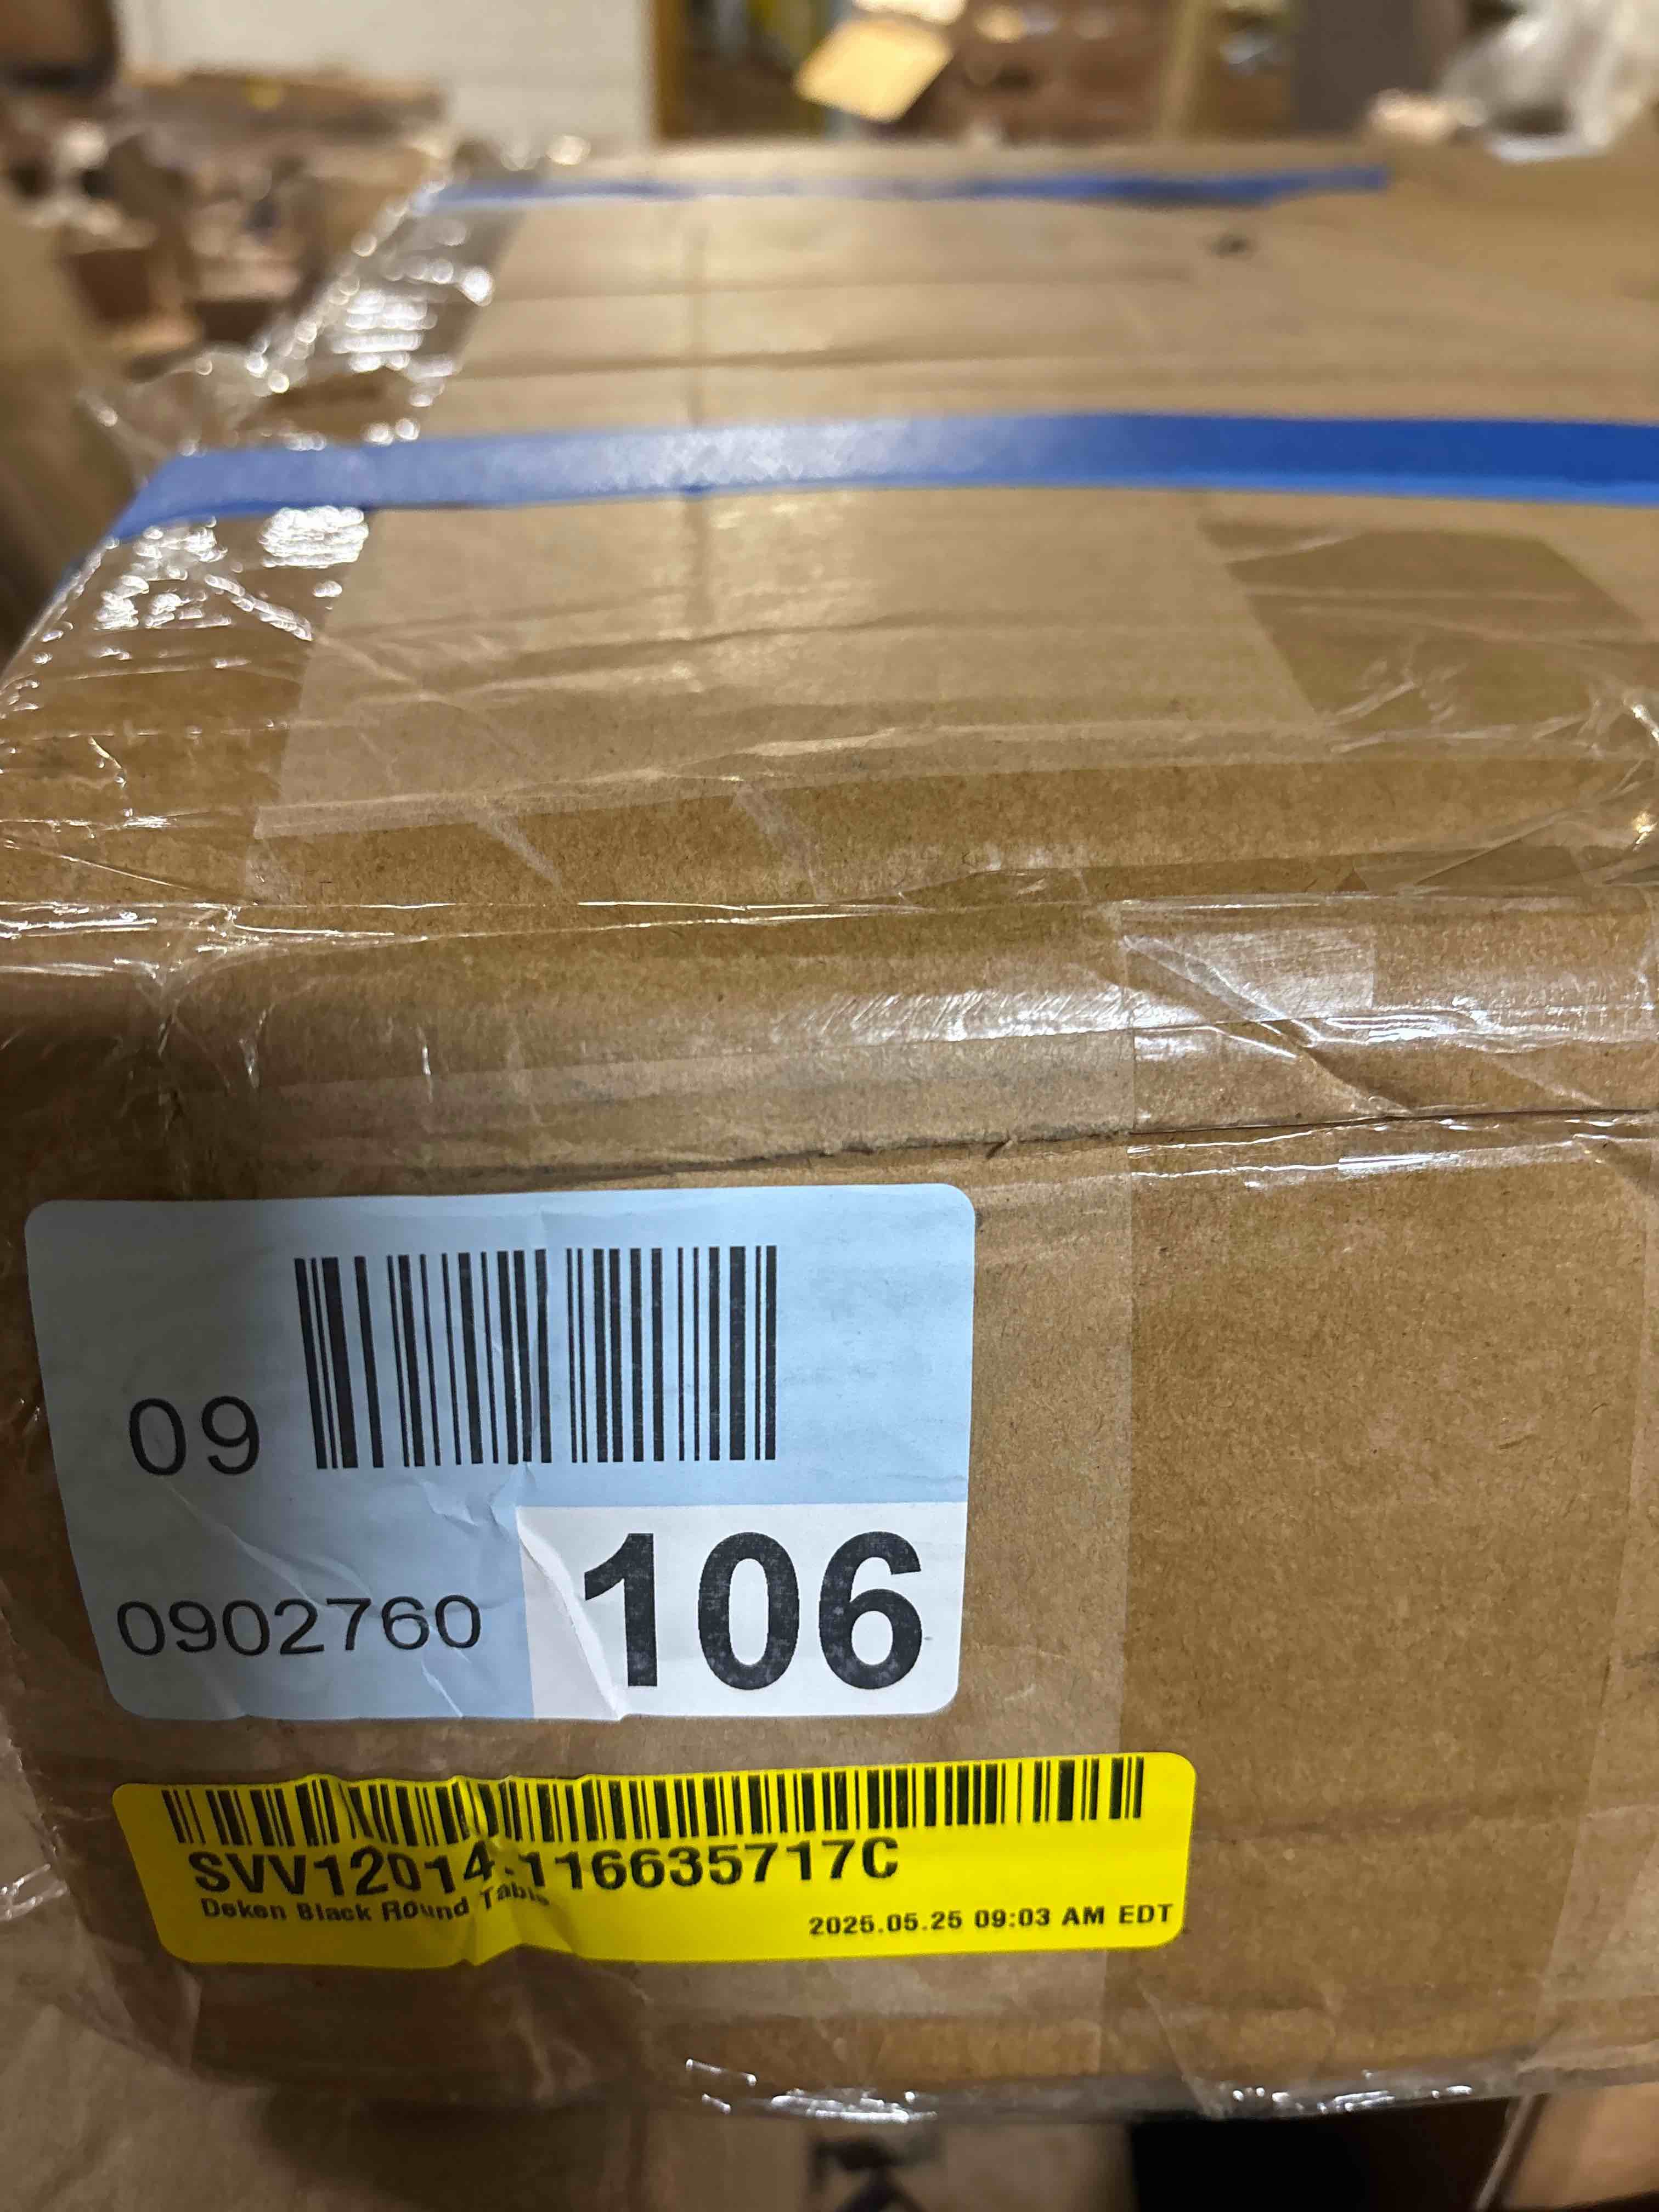 09
0902760
106
SVV12014-116635717C
Deken Black Round Table
2025.05.25 09:03 AM EDT